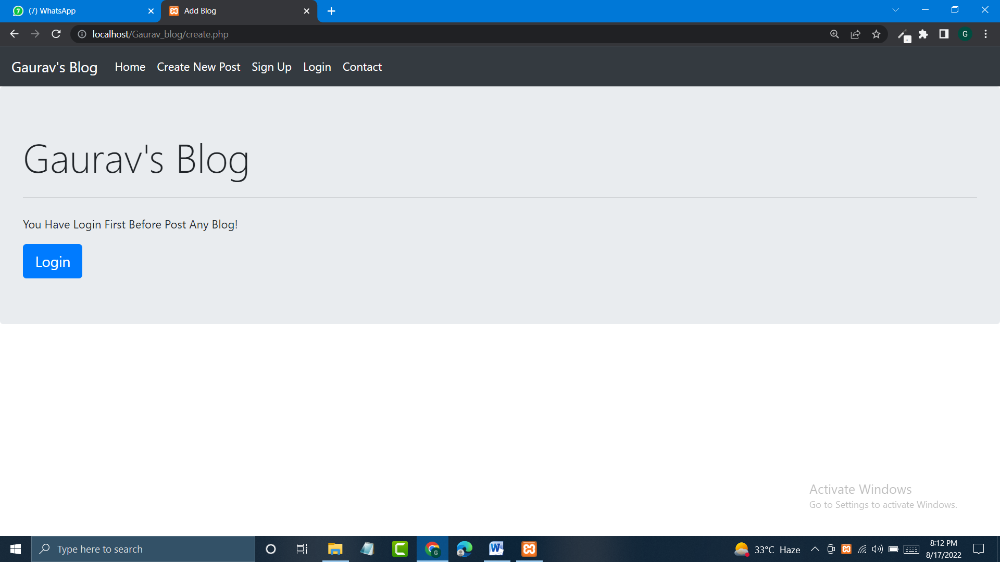 (7) WhatsApp
Add Blog
localhost/Gaurav_blog/create.php
G
Gaurav's Blog Home Create New Post Sign Up Login Contact
Gaurav's Blog
You Have Login First Before Post Any Blog!
Login
Activate Windows
Go to Settings to activate Windows.
Type here to search
33°C Haze
8:12 PM
8/17/2022